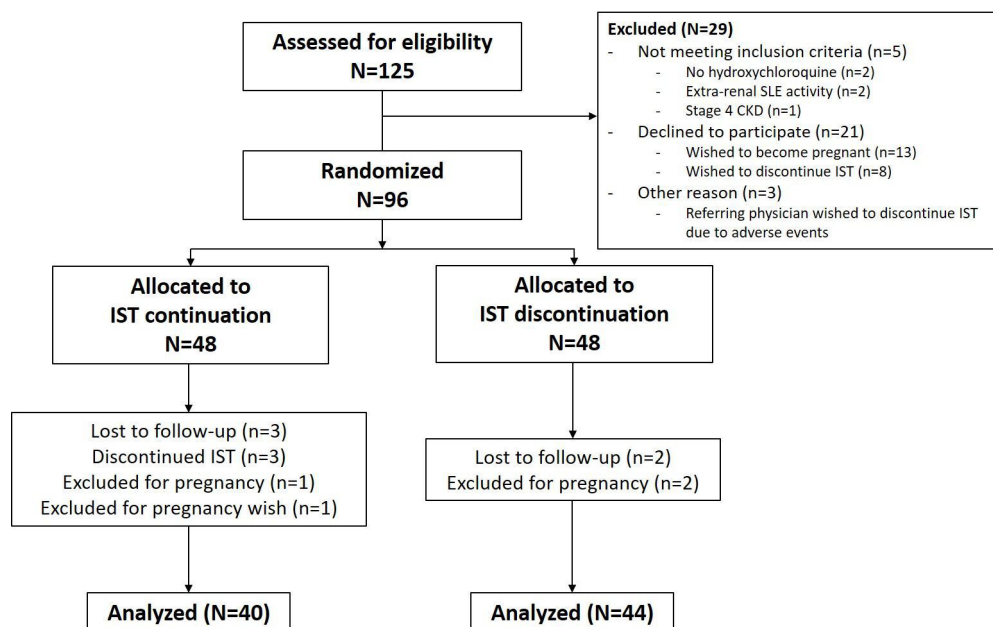 Assessed for eligibility
N=125
Excluded (N=29)
- Not meeting inclusion criteria (n=5)
- No hydroxychloroquine (n=2)
- Extra-renal SLE activity (n=2)
- Stage 4 CKD (n=1)
- Declined to participate (n=21)
- Wished to become pregnant (n=13)
- Wished to discontinue IST (n=8)
- Other reason (n=3)
- Referring physician wished to discontinue IST
due to adverse events
Randomized
N=96
Allocated to
IST continuation
N=48
Allocated to
IST discontinuation
N=48
Lost to follow-up (n=3)
Discontinued IST (n=3)
Excluded for pregnancy (n=1)
Excluded for pregnancy wish (n=1)
Lost to follow-up (n=2)
Excluded for pregnancy (n=2)
Analyzed (N=40)
Analyzed (N=44)